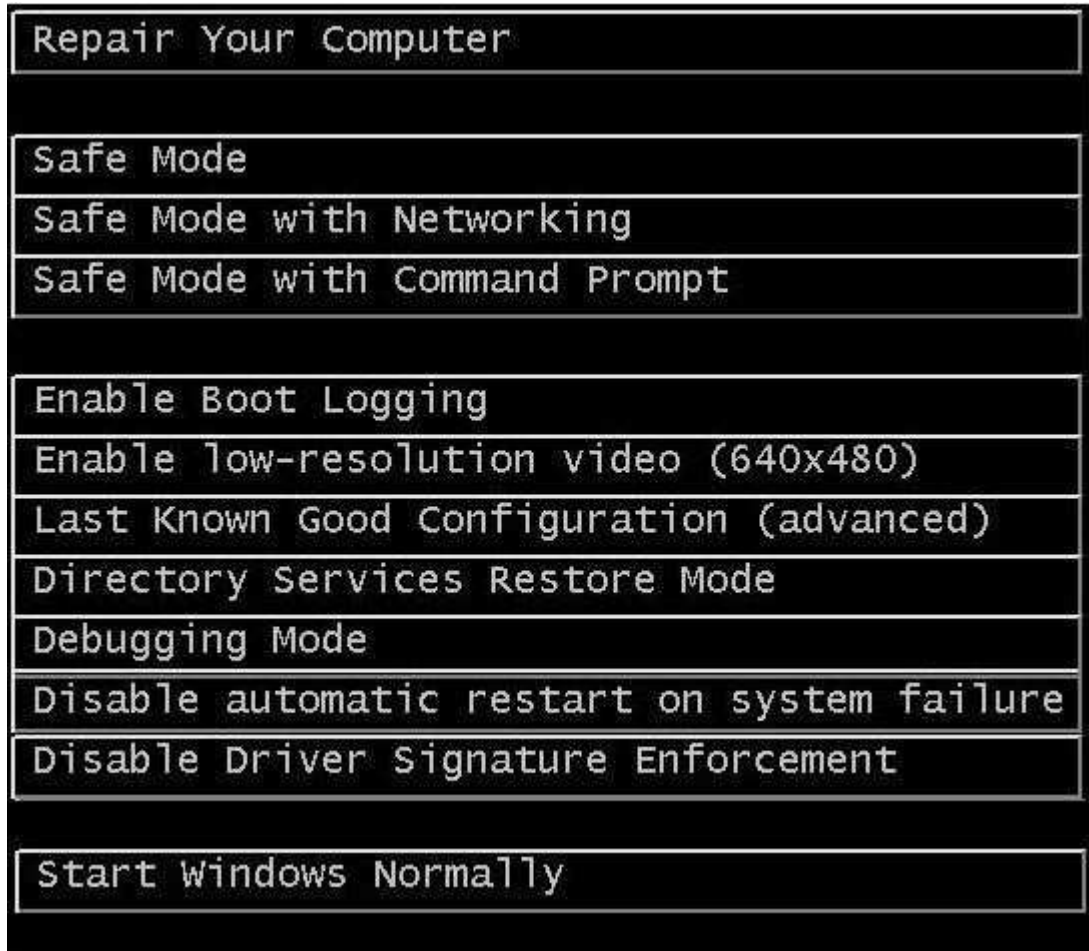 Repair Your Computer
Safe Mode
Safe Mode with Networking
Safe Mode with Command Prompt
Enable Boot Logging
Enable low-resolution video (640x480)
Last Known Good Configuration (advanced)
Directory Services Restore Mode
Debugging Mode
Disable automatic restart on system failure
Disable Driver Signature Enforcement
Start Windows Normally